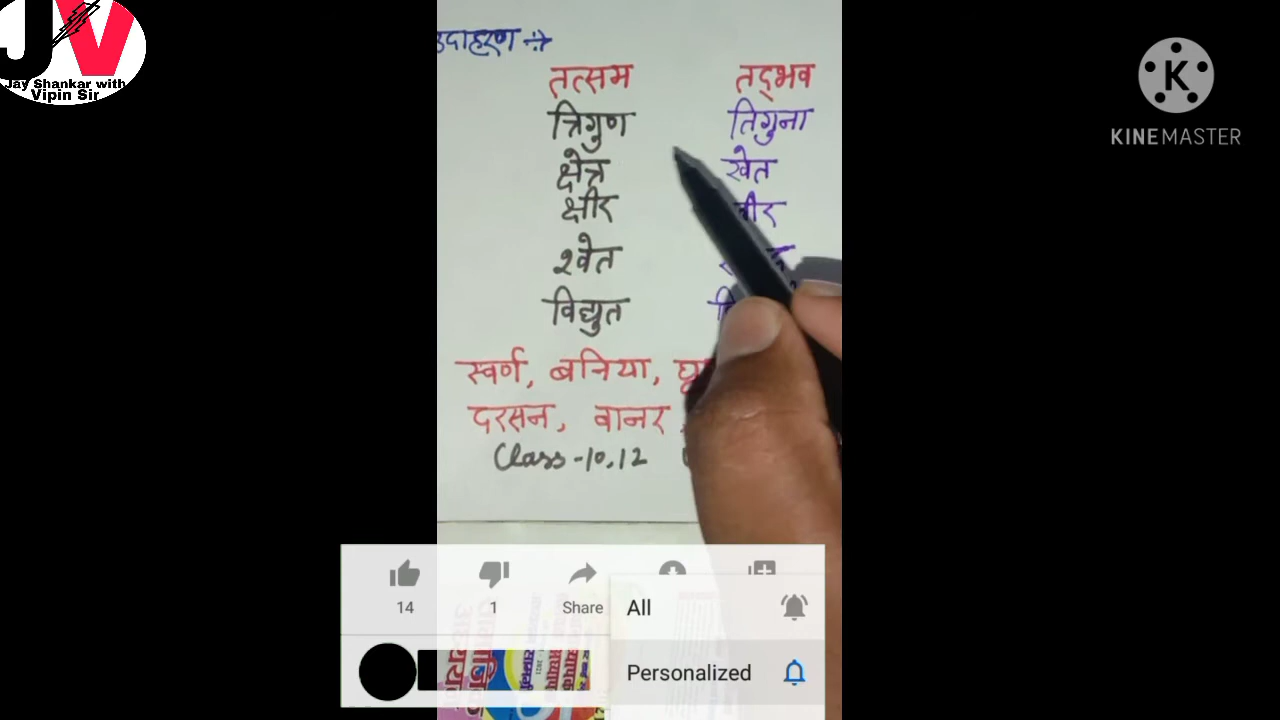 Jay Shankar with
Vipin Sir
KINEMASTER
उदाहरण :→
तत्सम तद्भव
त्रिगुण तिगुना
क्षेत्र खेत
क्षीर
श्वेत
विद्युत
स्वर्ण, बनिया,
दरसन, वानर,
Class-10,12
14 1 Share
All
Personalized